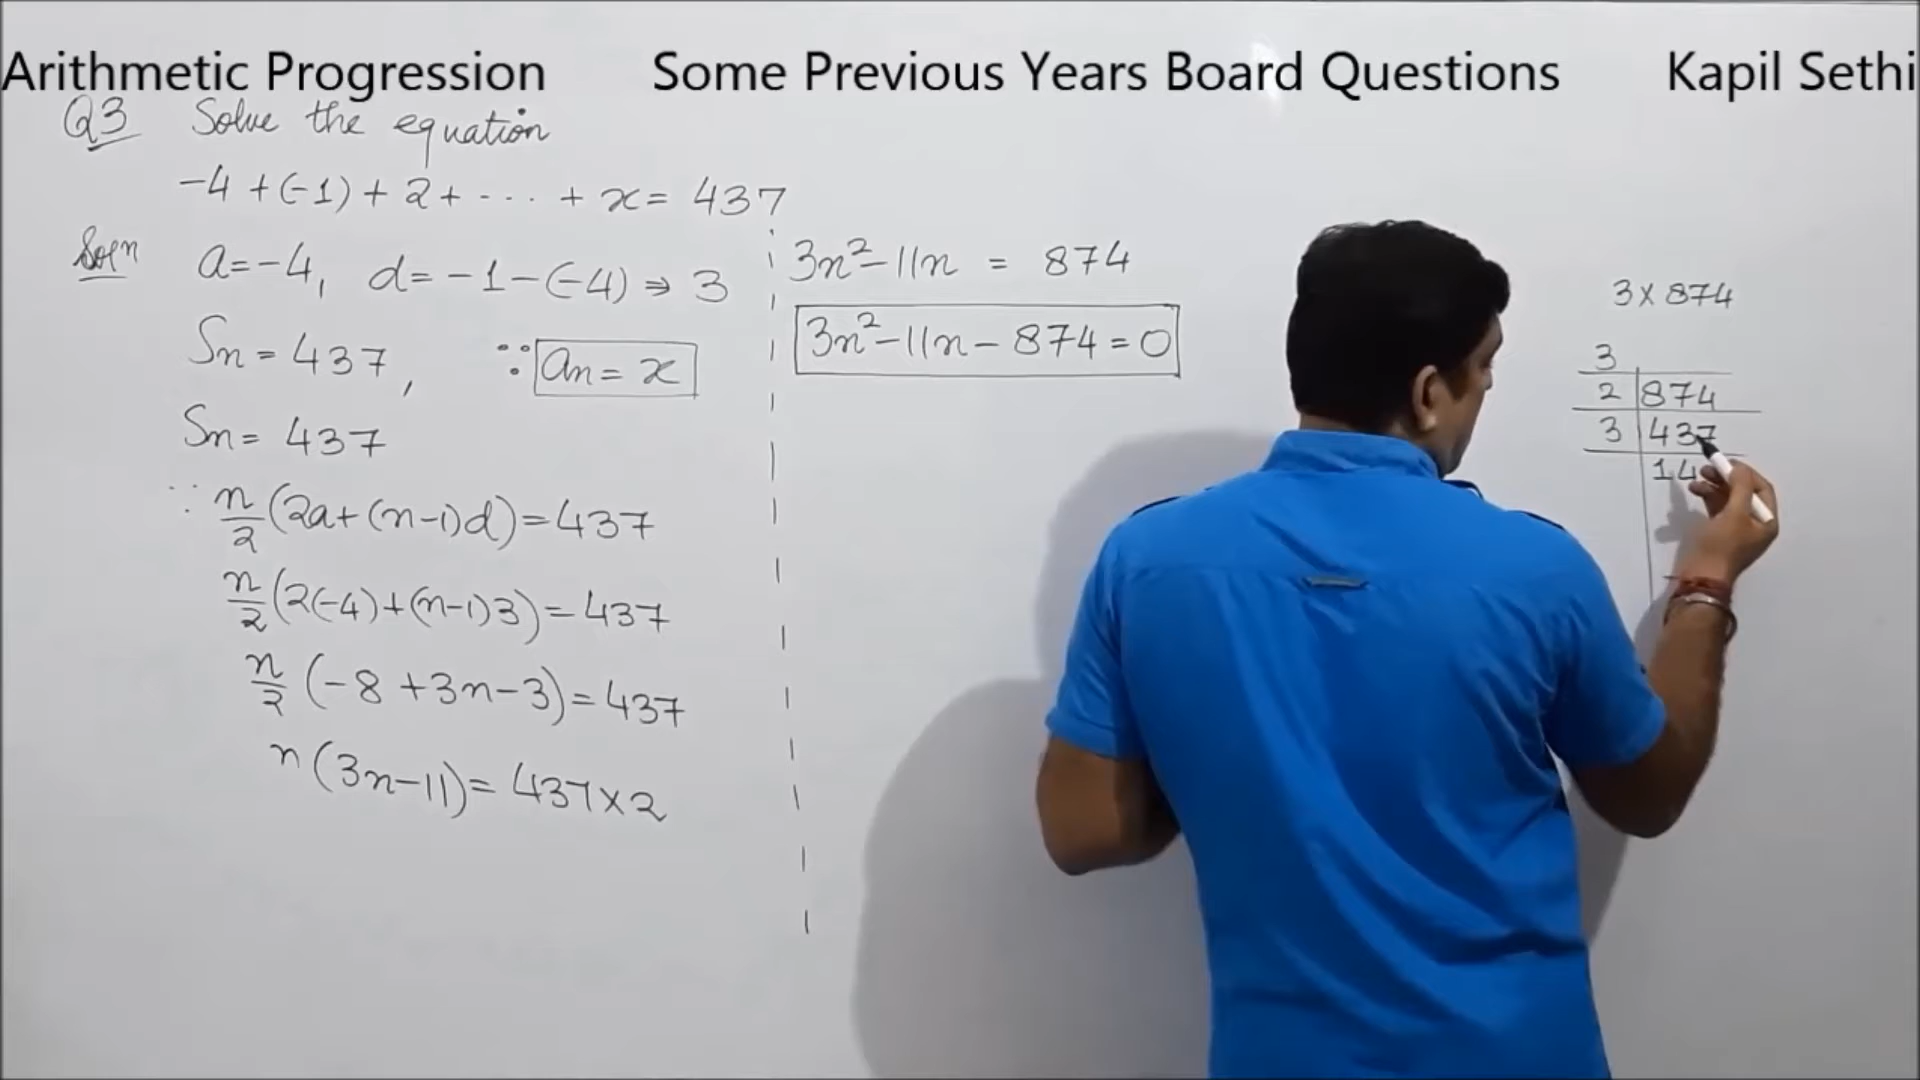 Arithmetic Progression Some Previous Years Board Questions Kapil Sethi
Q3 Solve the equation
-4 + (-1) + 2 + - ... + x = 437
Soln a = -4, d = -1 - (-4) ⇒ 3
Sn = 437, ∵ an = x
Sn = 437
∵ n/2 (2a + (n-1)d) = 437
n/2 (2(-4) + (n-1)3) = 437
n/2 (-8 + 3n - 3) = 437
n (3n - 11) = 437 × 2
3n² - 11n = 874
3n² - 11n - 874 = 0
3 × 874
3
2 | 874
3 | 437
14